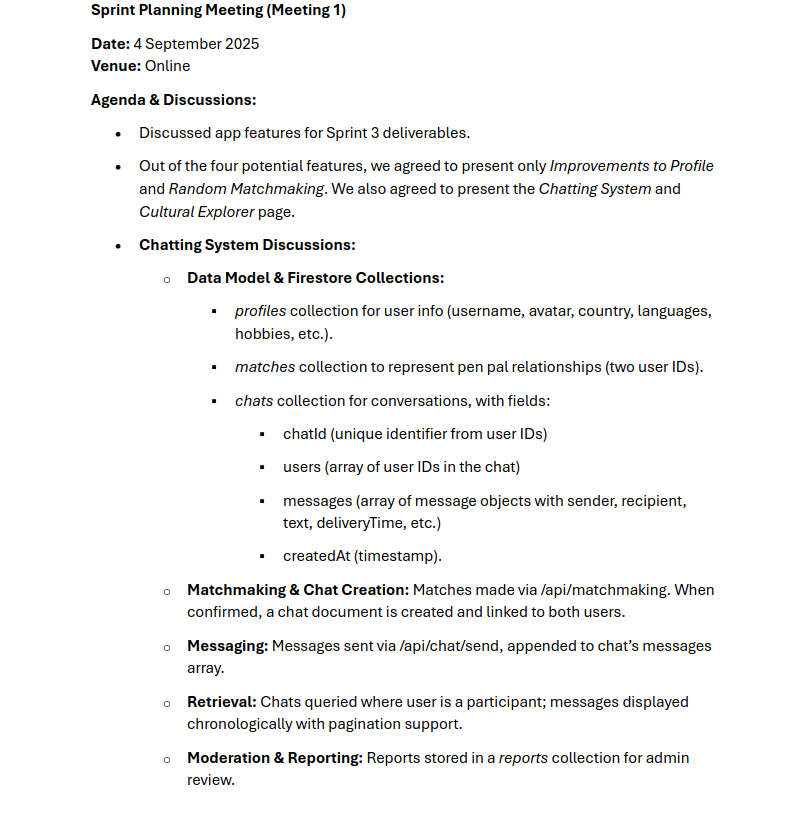 Sprint Planning Meeting (Meeting 1)
Date: 4 September 2025
Venue: Online
Agenda & Discussions:
• Discussed app features for Sprint 3 deliverables.
• Out of the four potential features, we agreed to present only Improvements to Profile
and Random Matchmaking. We also agreed to present the Chatting System and
Cultural Explorer page.
• Chatting System Discussions:
○ Data Model & Firestore Collections:
▪ profiles collection for user info (username, avatar, country, languages,
hobbies, etc.).
▪ matches collection to represent pen pal relationships (two user IDs).
▪ chats collection for conversations, with fields:
▪ chatId (unique identifier from user IDs)
▪ users (array of user IDs in the chat)
▪ messages (array of message objects with sender, recipient,
text, deliveryTime, etc.)
▪ createdAt (timestamp).
○ Matchmaking & Chat Creation: Matches made via /api/matchmaking. When
confirmed, a chat document is created and linked to both users.
○ Messaging: Messages sent via /api/chat/send, appended to chat’s messages
array.
○ Retrieval: Chats queried where user is a participant; messages displayed
chronologically with pagination support.
○ Moderation & Reporting: Reports stored in a reports collection for admin
review.